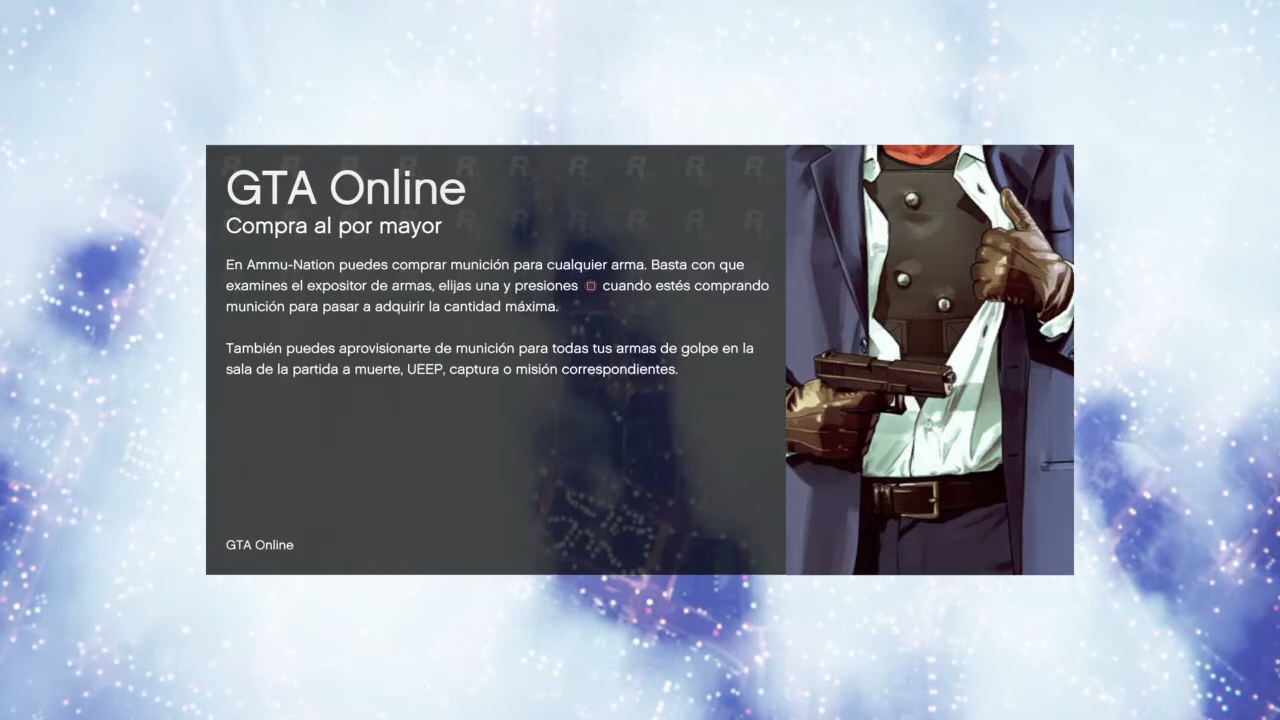 GTA Online
Compra al por mayor
En Ammu-Nation puedes comprar munición para cualquier arma. Basta con que
examines el expositor de armas, elijas una y presiones cuando estés comprando
munición para pasar a adquirir la cantidad máxima.
También puedes aprovisionarte de munición para todas tus armas de golpe en la
sala de la partida a muerte, UEEP, captura o misión correspondientes.
GTA Online